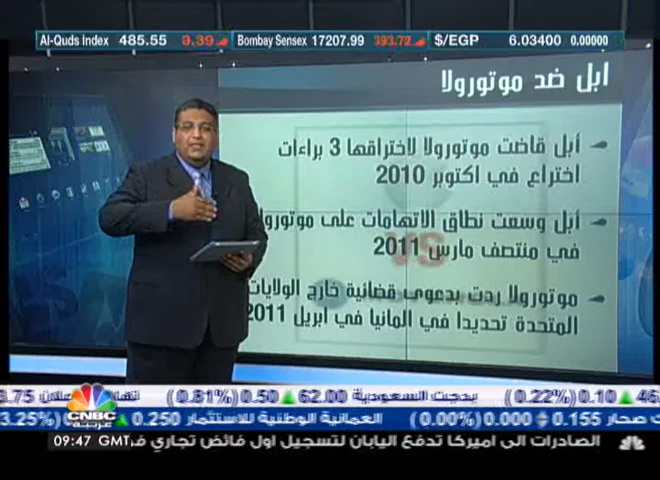 Al-Quds Index 485.55 9.39 Bombay Sensex 17207.99 393.72 $/EGP 6.03400 0.00000
ابل ضد موتورولا
أبل قاضت موتورولا لاختراقها 3 براءات
اختراع في اكتوبر 2010
أبل وسعت نطاق الاتهامات على موتورولا
في منتصف مارس 2011
VS
موتورولا ردت بدعوى قضائية خارج الولايات
المتحدة تحديدا في المانيا في ابريل 2011
(0.22%) 0.10 بدجت السعودية 62.00 0.50 (0.81%)
صحار 0.155 0.000 (0.00%) العمانية الوطنية للاستثمار 0.250
CNBC
عربية
09:47 GMT
الصادرات الى اميركا تدفع اليابان لتسجيل اول فائض تجاري